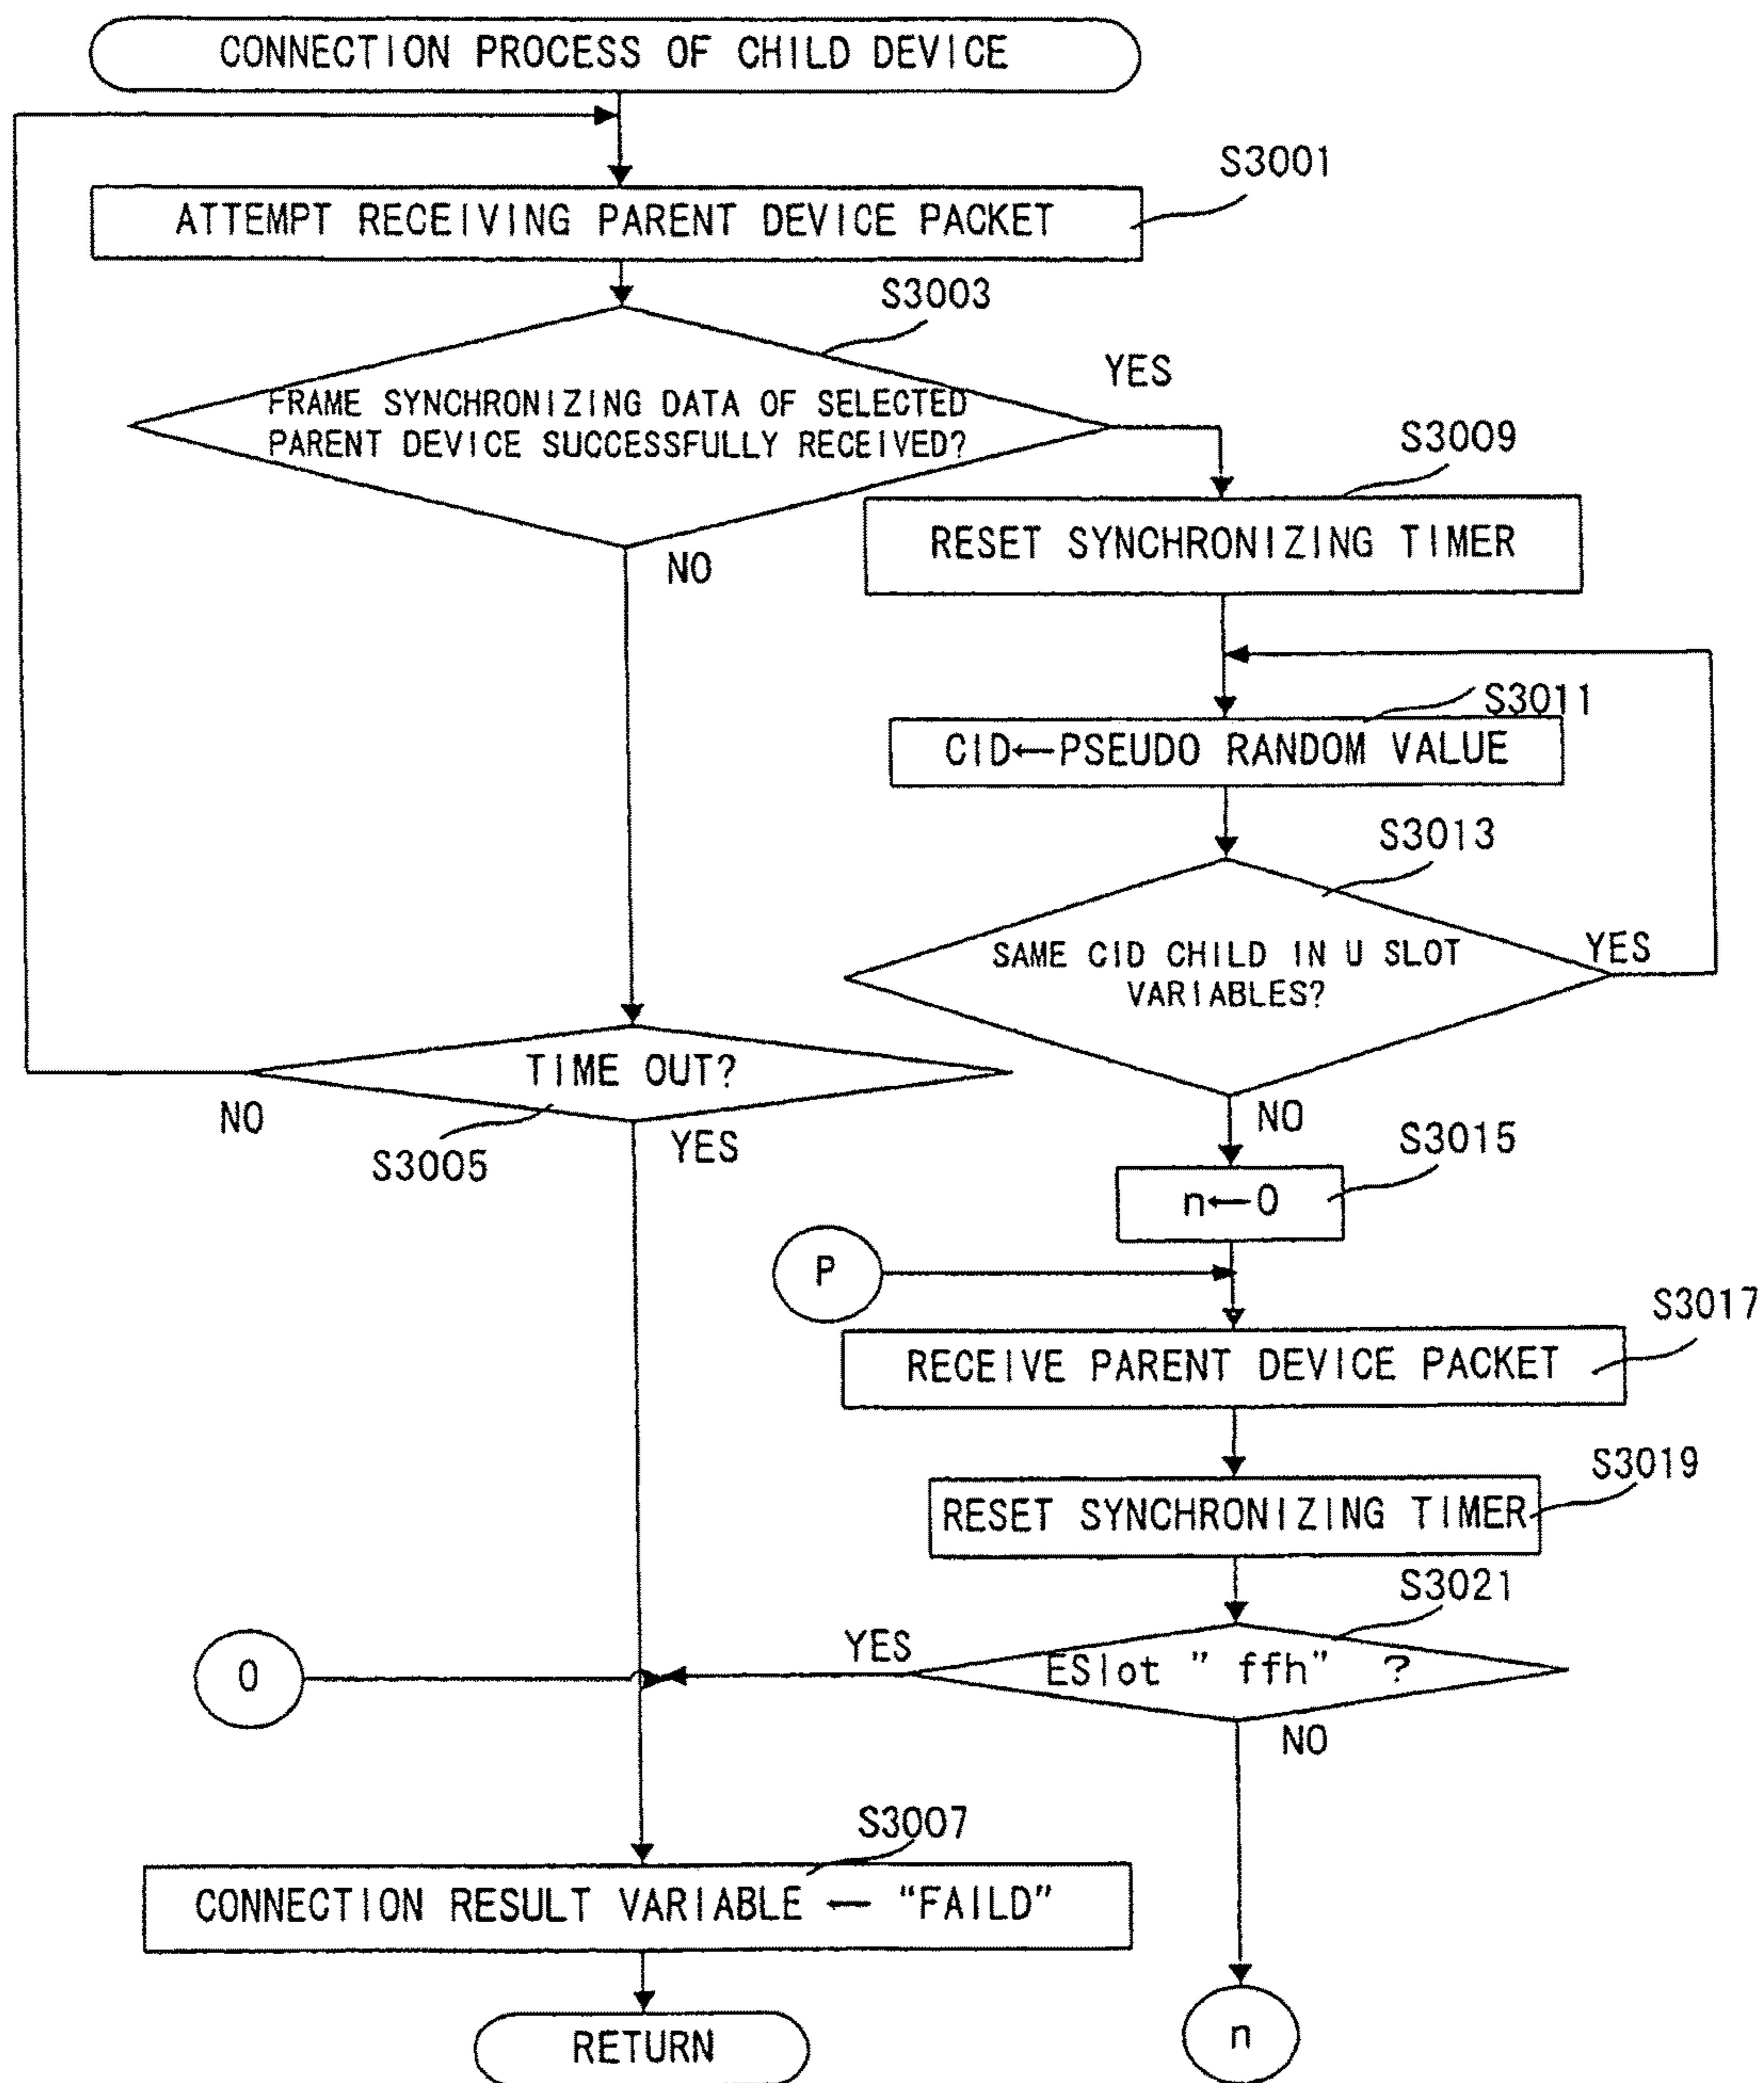 CONNECTION PROCESS OF CHILD DEVICE
S3001
ATTEMPT RECEIVING PARENT DEVICE PACKET
S3003
FRAME SYNCHRONIZING DATA OF SELECTED
PARENT DEVICE SUCCESSFULLY RECEIVED?
YES
NO
S3009
RESET SYNCHRONIZING TIMER
S3011
CID←PSEUDO RANDOM VALUE
S3013
SAME CID CHILD IN U SLOT
VARIABLES?
YES
NO
TIME OUT?
NO
YES
S3005
S3015
n←0
P
S3017
RECEIVE PARENT DEVICE PACKET
S3019
RESET SYNCHRONIZING TIMER
S3021
ESlot " ffh" ?
YES
NO
O
S3007
CONNECTION RESULT VARIABLE ← "FAILD"
RETURN
n